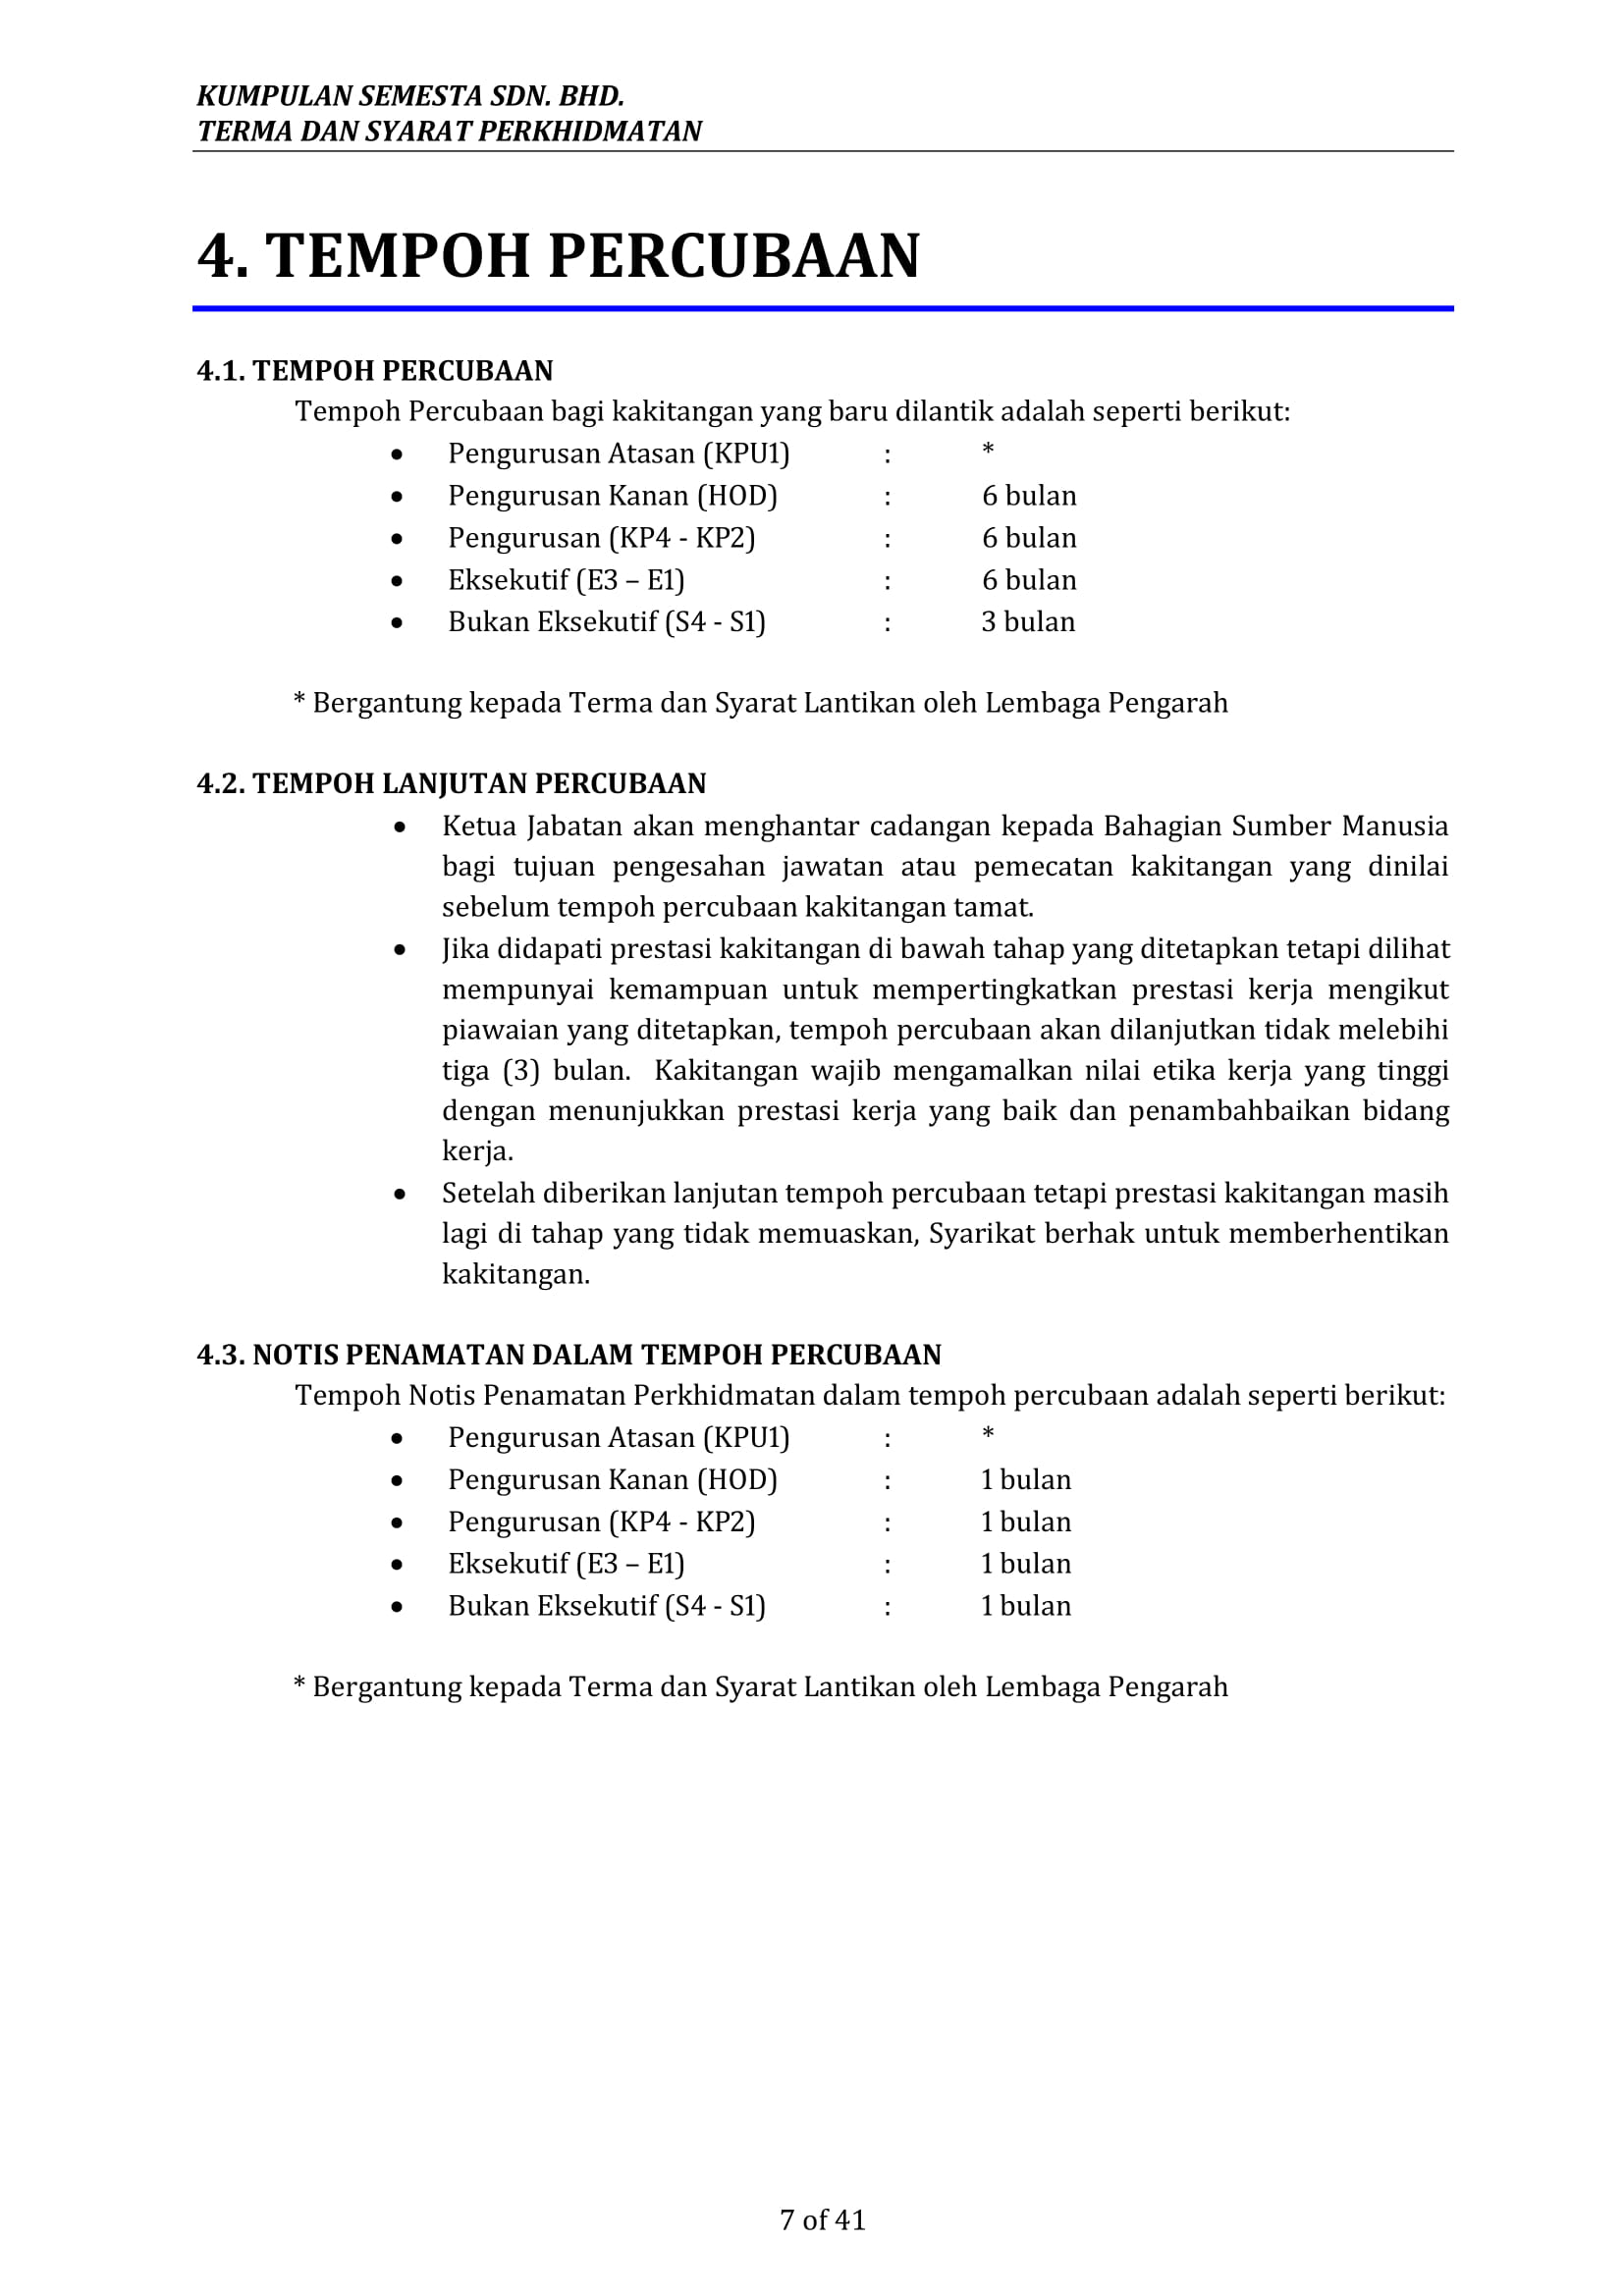 KUMPULAN SEMESTA SDN. BHD.
TERMA DAN SYARAT PERKHIDMATAN
4. TEMPOH PERCUBAAN
4.1. TEMPOH PERCUBAAN
Tempoh Percubaan bagi kakitangan yang baru dilantik adalah seperti berikut:
• Pengurusan Atasan (KPU1) : *
• Pengurusan Kanan (HOD) : 6 bulan
• Pengurusan (KP4 - KP2) : 6 bulan
• Eksekutif (E3 – E1) : 6 bulan
• Bukan Eksekutif (S4 - S1) : 3 bulan
* Bergantung kepada Terma dan Syarat Lantikan oleh Lembaga Pengarah
4.2. TEMPOH LANJUTAN PERCUBAAN
• Ketua Jabatan akan menghantar cadangan kepada Bahagian Sumber Manusia
bagi tujuan pengesahan jawatan atau pemecatan kakitangan yang dinilai
sebelum tempoh percubaan kakitangan tamat.
• Jika didapati prestasi kakitangan di bawah tahap yang ditetapkan tetapi dilihat
mempunyai kemampuan untuk mempertingkatkan prestasi kerja mengikut
piawaian yang ditetapkan, tempoh percubaan akan dilanjutkan tidak melebihi
tiga (3) bulan. Kakitangan wajib mengamalkan nilai etika kerja yang tinggi
dengan menunjukkan prestasi kerja yang baik dan penambahbaikan bidang
kerja.
• Setelah diberikan lanjutan tempoh percubaan tetapi prestasi kakitangan masih
lagi di tahap yang tidak memuaskan, Syarikat berhak untuk memberhentikan
kakitangan.
4.3. NOTIS PENAMATAN DALAM TEMPOH PERCUBAAN
Tempoh Notis Penamatan Perkhidmatan dalam tempoh percubaan adalah seperti berikut:
• Pengurusan Atasan (KPU1) : *
• Pengurusan Kanan (HOD) : 1 bulan
• Pengurusan (KP4 - KP2) : 1 bulan
• Eksekutif (E3 – E1) : 1 bulan
• Bukan Eksekutif (S4 - S1) : 1 bulan
* Bergantung kepada Terma dan Syarat Lantikan oleh Lembaga Pengarah
7 of 41